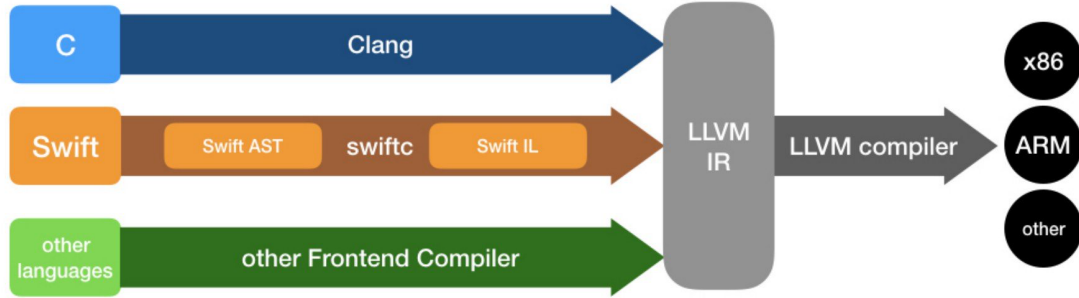 C
Clang
Swift
Swift AST
swiftc
Swift IL
other
languages
other Frontend Compiler
LLVM
IR
LLVM compiler
x86
ARM
other